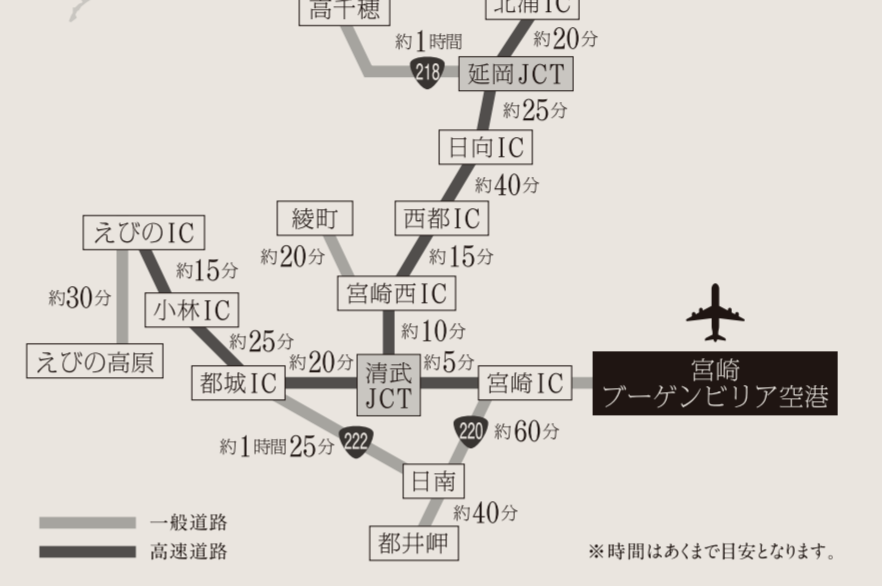 高千穂
北浦IC
約1時間
約20分
218
延岡JCT
約25分
日向IC
約40分
綾町
西都IC
えびのIC
約20分
約15分
約15分
約30分
宮崎西IC
小林IC
約10分
約25分
えびの高原
約20分
清武
JCT
約5分
都城IC
宮崎IC
宮崎
ブーゲンビリア空港
約1時間25分
222
220
約60分
日南
約40分
都井岬
一般道路
高速道路
※時間はあくまで目安となります。